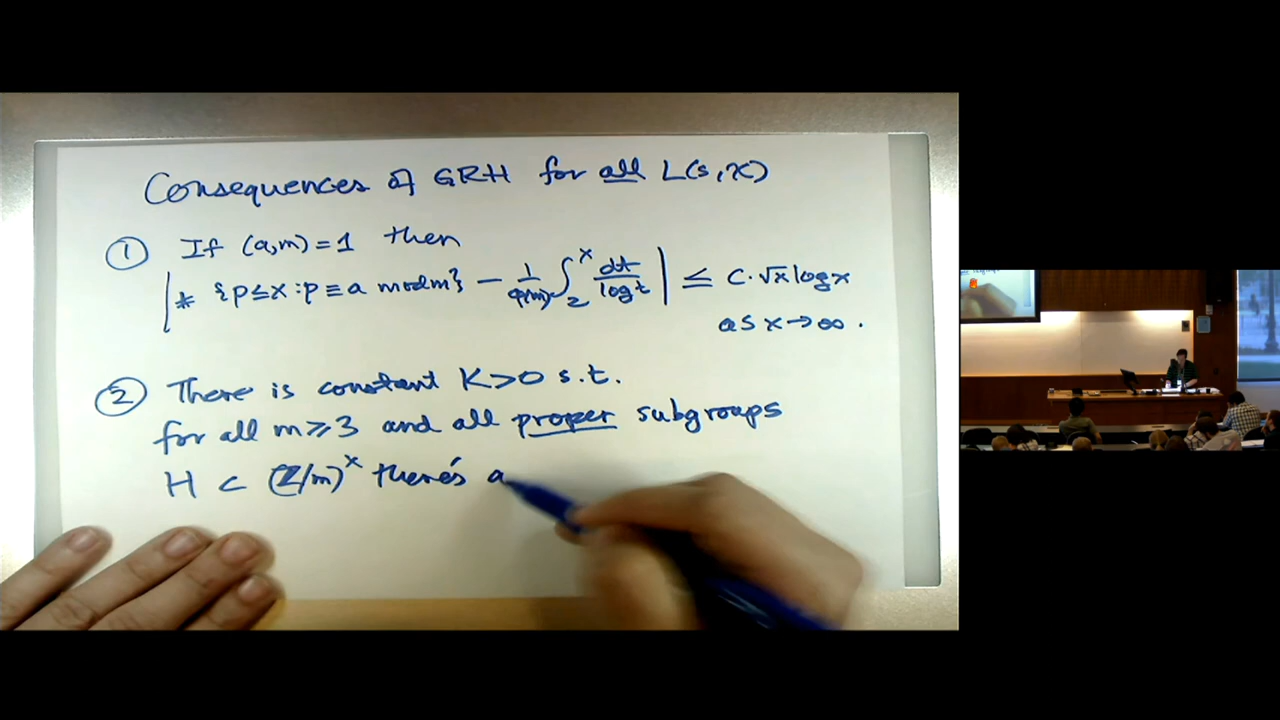 Consequences of GRH for all L(s,χ)
① If (a,m)=1 then
|# {p≤x : p≡a mod m} − 1/φ(m) ∫₂ˣ dt/log t| ≤ C·√x log x
as x→∞.
② There is constant K>0 s.t.
for all m≥3 and all proper subgroups
H ⊂ (Z/m)ˣ there's a